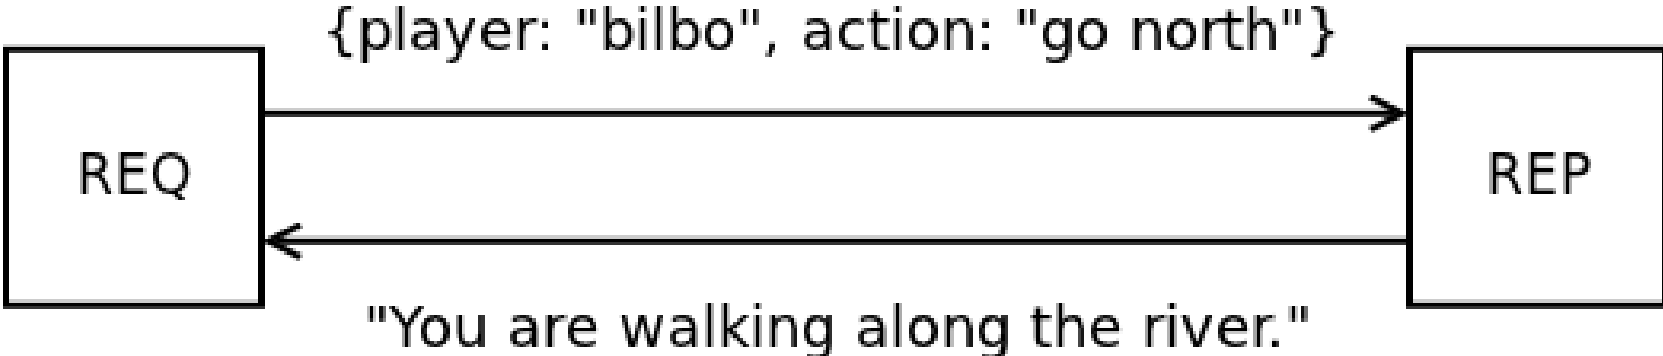 {player: "bilbo", action: "go north"}
REQ
REP
"You are walking along the river."